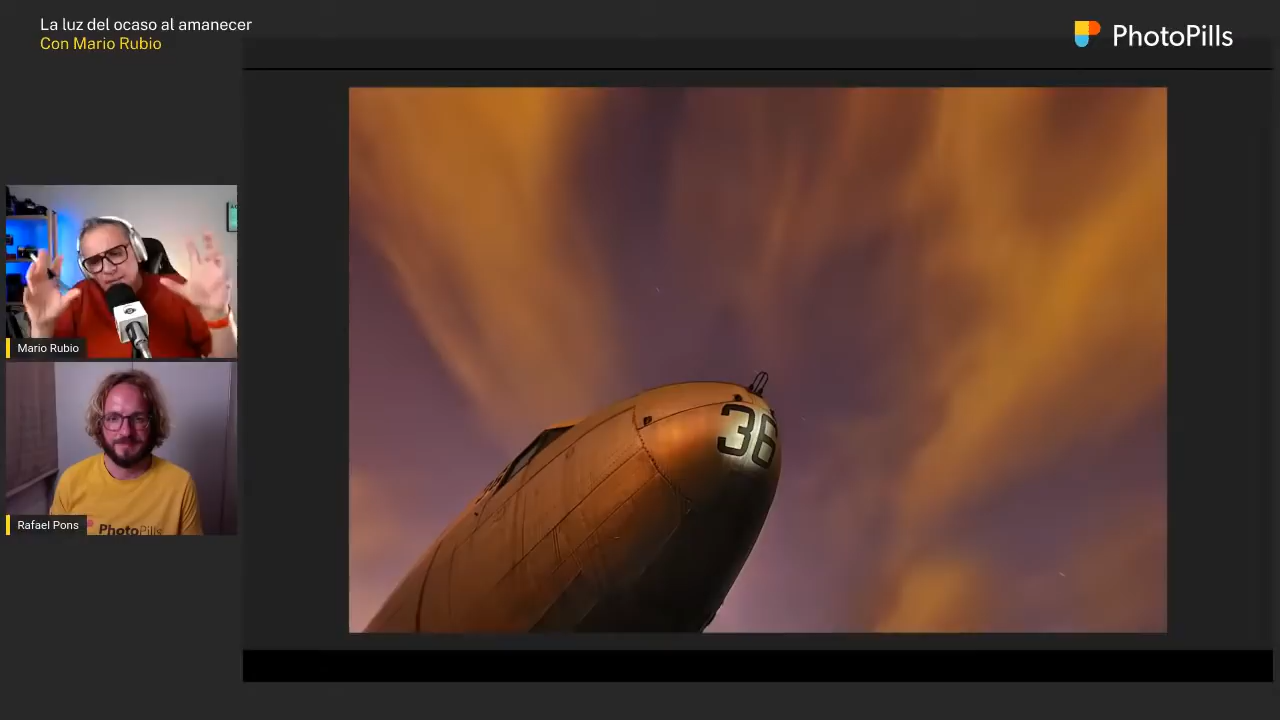 La luz del ocaso al amanecer
Con Mario Rubio
PhotoPills
Mario Rubio
36
Rafael Pons
PhotoPills